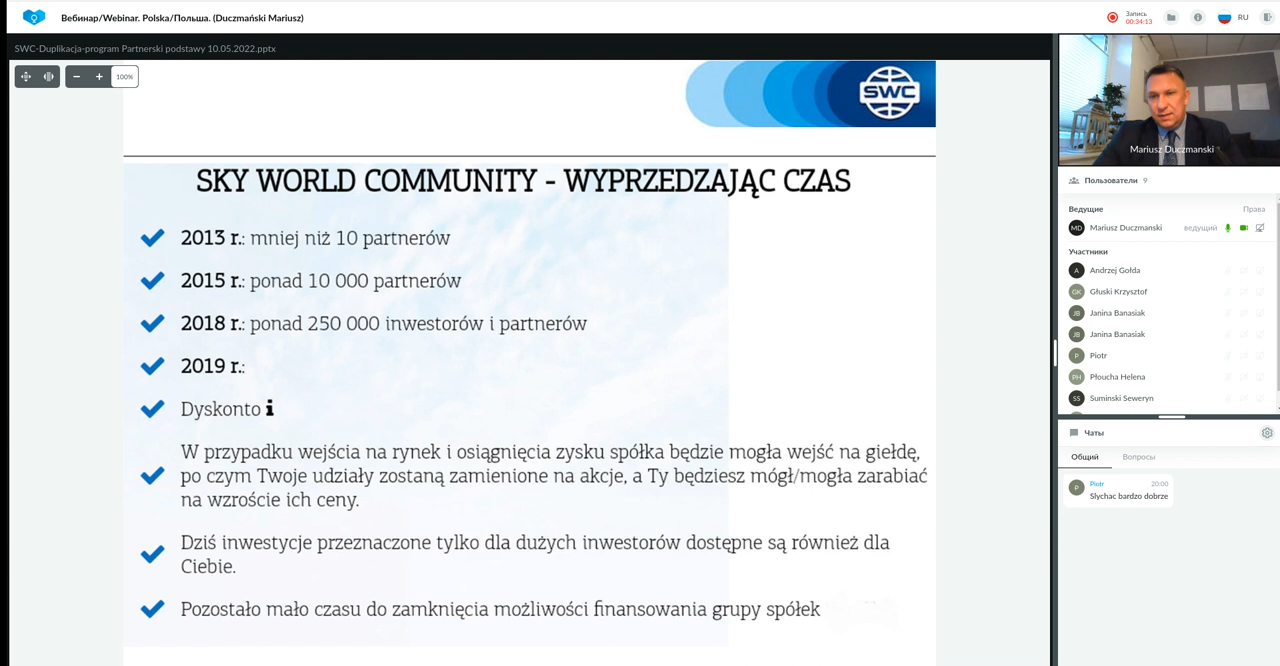 Вебинар/Webinar. Polska/Польша. (Duczmański Mariusz)
Запись
00:34:13
RU
SWC-Duplikacja-program Partnerski podstawy 10.05.2022.pptx
100%
SWC
SKY WORLD COMMUNITY - WYPRZEDZAJĄC CZAS
2013 r.: mniej niż 10 partnerów
2015 r.: ponad 10 000 partnerów
2018 r.: ponad 250 000 inwestorów i partnerów
2019 r.:
Dyskonto i
W przypadku wejścia na rynek i osiągnięcia zysku spółka będzie mogła wejść na giełdę,
po czym Twoje udziały zostaną zamienione na akcje, a Ty będziesz mógł/mogła zarabiać
na wzroście ich ceny.
Dziś inwestycje przeznaczone tylko dla dużych inwestorów dostępne są również dla
Ciebie.
Pozostało mało czasu do zamknięcia możliwości finansowania grupy spółek
Mariusz Duczmanski
Пользователи 9
Ведущие Права
MD Mariusz Duczmanski ведущий
Участники
A Andrzej Gołda
GK Głuski Krzysztof
JB Janina Banasiak
JB Janina Banasiak
P Piotr
PH Płoucha Helena
SS Suminski Seweryn
Чаты
Общий Вопросы
P Piotr 20:00
Slychac bardzo dobrze